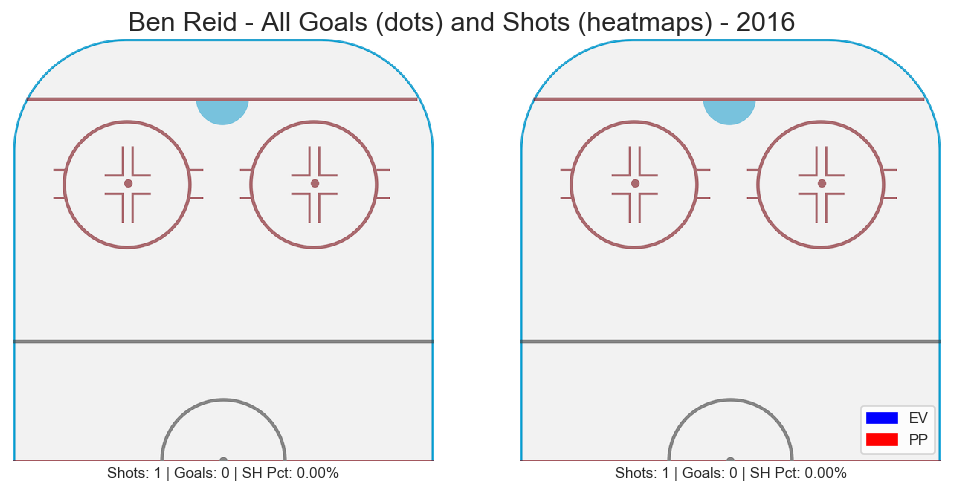 Ben Reid - All Goals (dots) and Shots (heatmaps) - 2016
EV
PP
Shots: 1 | Goals: 0 | SH Pct: 0.00%
Shots: 1 | Goals: 0 | SH Pct: 0.00%